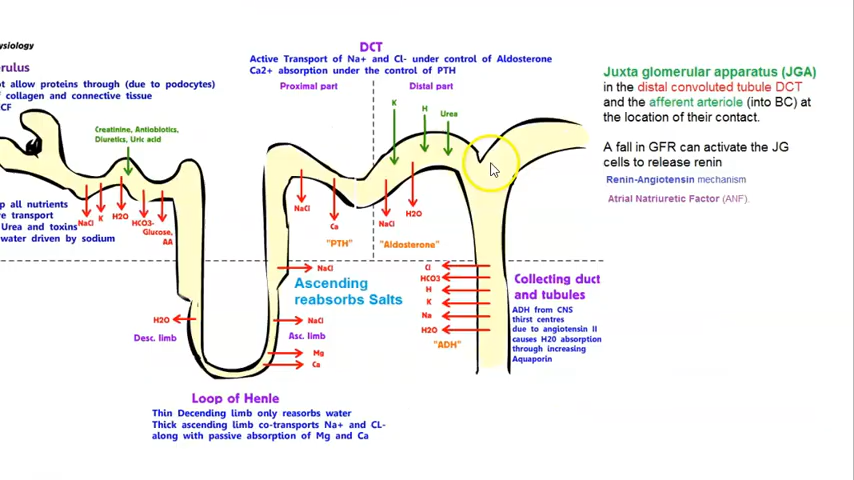 ysiology
erulus
ot allow proteins through (due to podocytes)
f collagen and connective tissue
CF
Creatinine, Antibiotics,
Diuretics, Uric acid
p all nutrients
ve transport
Urea and toxins
water driven by sodium
NaCl
K
H2O
HCO3-
Glucose,
AA
DCT
Active Transport of Na+ and Cl- under control of Aldosterone
Ca2+ absorption under the control of PTH
Proximal part
Distal part
K
H
Urea
NaCl
Ca
"PTH"
NaCl
H2O
"Aldosterone"
NaCl
Ascending
reabsorbs Salts
H2O
Desc. limb
NaCl
Asc. limb
Mg
Ca
Loop of Henle
Thin Decending limb only reasorbs water
Thick ascending limb co-transports Na+ and CL-
along with passive absorption of Mg and Ca
Cl
HCO3
H
K
Na
H2O
"ADH"
Collecting duct
and tubules
ADH from CNS
thirst centres
due to angiotensin II
causes H20 absorption
through increasing
Aquaporin
Juxta glomerular apparatus (JGA)
in the distal convoluted tubule DCT
and the afferent arteriole (into BC) at
the location of their contact.
A fall in GFR can activate the JG
cells to release renin
Renin-Angiotensin mechanism
Atrial Natriuretic Factor (ANF).